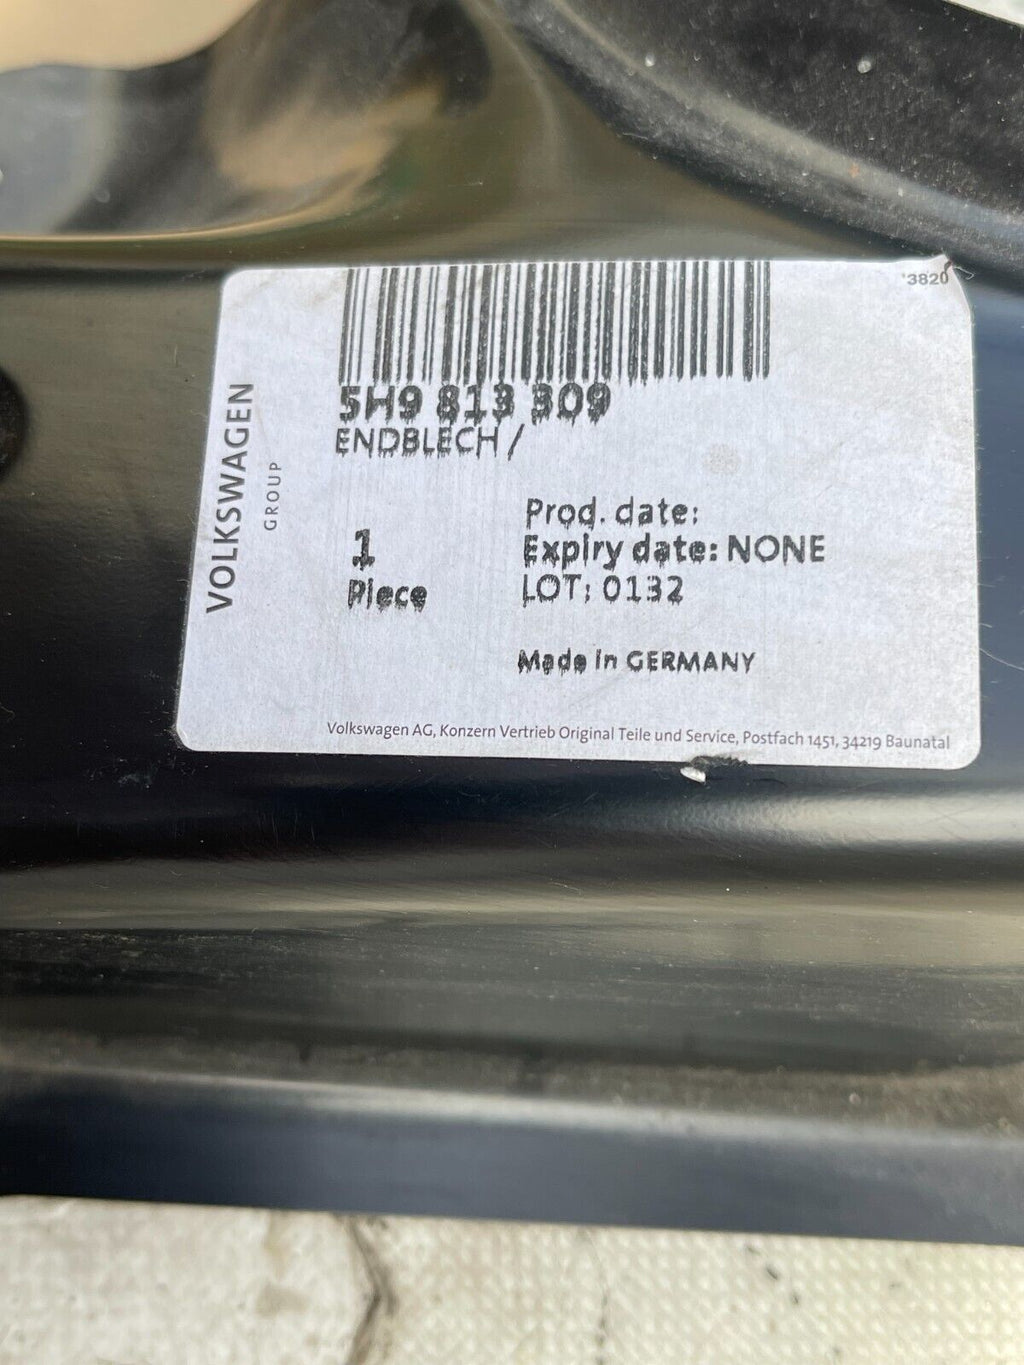 '3820
5H9 813 309
ENDBLECH /
VOLKSWAGEN
GROUP
1
Piece
Prod. date:
Expiry date: NONE
LOT: 0132
Made in GERMANY
Volkswagen AG, Konzern Vertrieb Original Teile und Service, Postfach 1451, 34219 Baunatal